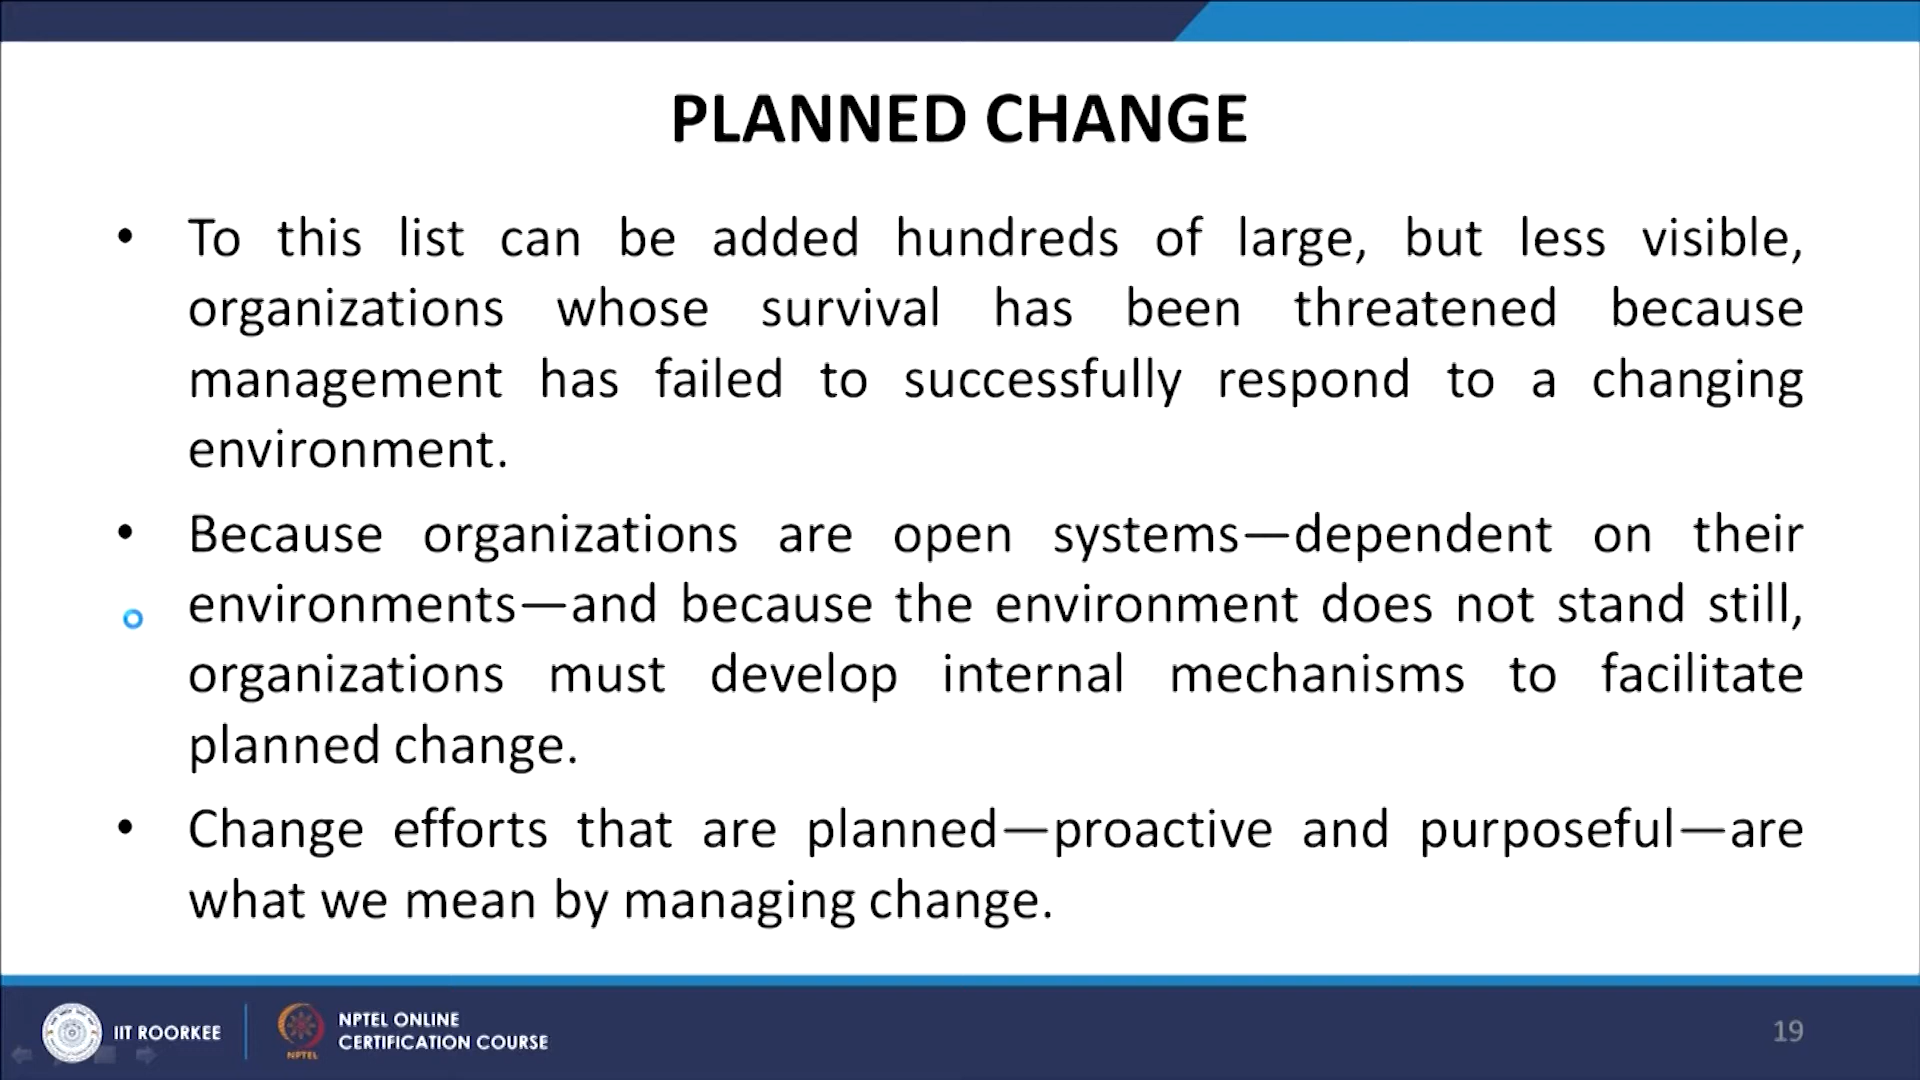 PLANNED CHANGE
• To this list can be added hundreds of large, but less visible,
organizations whose survival has been threatened because
management has failed to successfully respond to a changing
environment.
• Because organizations are open systems—dependent on their
environments—and because the environment does not stand still,
organizations must develop internal mechanisms to facilitate
planned change.
• Change efforts that are planned—proactive and purposeful—are
what we mean by managing change.
IIT ROORKEE
NPTEL
NPTEL ONLINE
CERTIFICATION COURSE
19